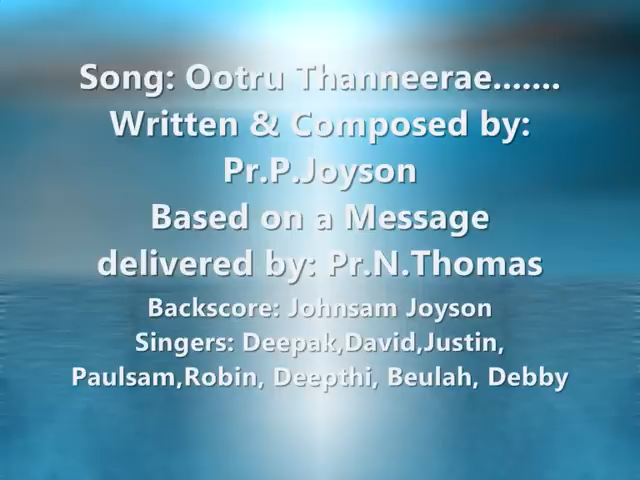 Song: Ootru Thanneerae.......
Written & Composed by:
Pr.P.Joyson
Based on a Message
delivered by: Pr.N.Thomas
Backscore: Johnsam Joyson
Singers: Deepak,David,Justin,
Paulsam,Robin, Deepthi, Beulah, Debby